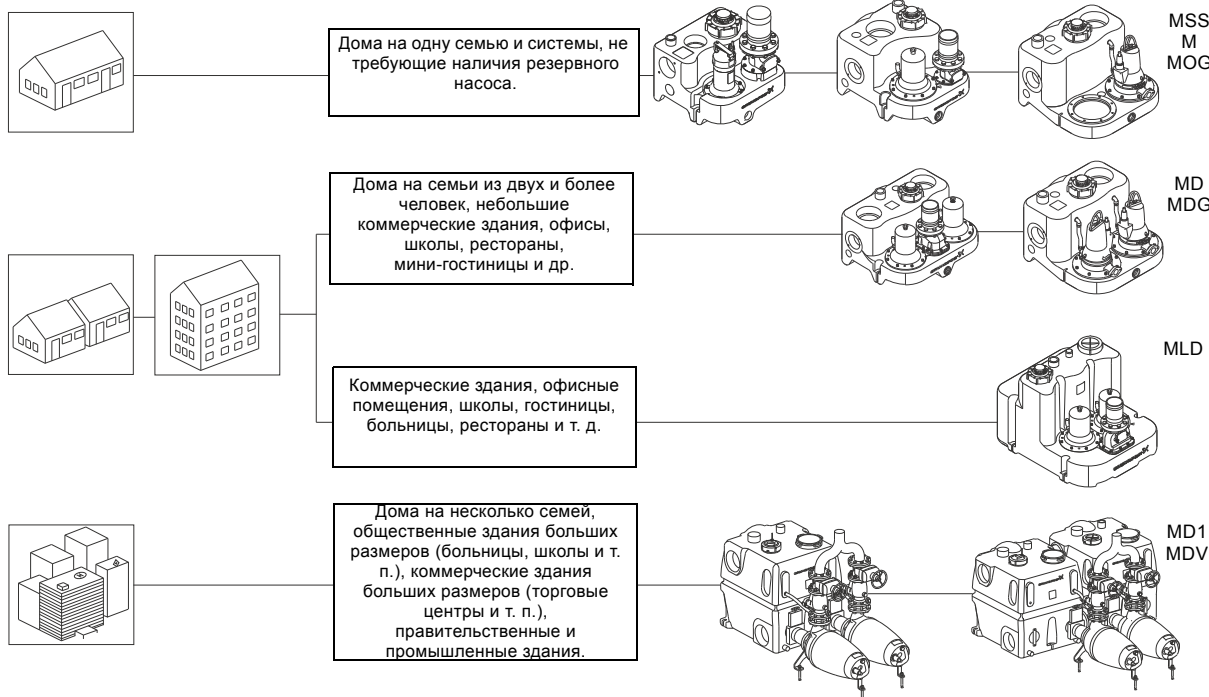 Дома на одну семью и системы, не
требующие наличия резервного
насоса.
MSS
M
MOG
Дома на семьи из двух и более
человек, небольшие
коммерческие здания, офисы,
школы, рестораны,
мини-гостиницы и др.
MD
MDG
Коммерческие здания, офисные
помещения, школы, гостиницы,
больницы, рестораны и т. д.
MLD
Дома на несколько семей,
общественные здания больших
размеров (больницы, школы и т.
п.), коммерческие здания
больших размеров (торговые
центры и т. п.),
правительственные и
промышленные здания.
MD1
MDV